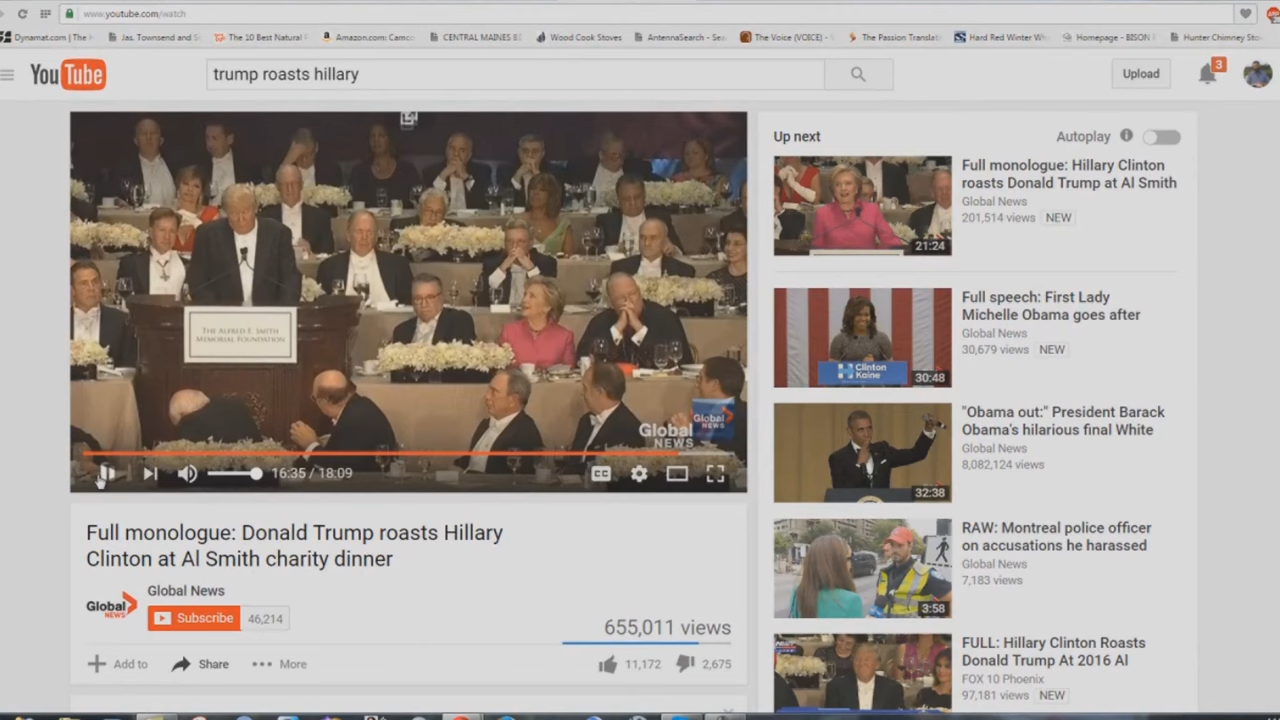 www.youtube.com/watch
Dynamat.com | The
Jas. Townsend and S
The 10 Best Natural
Amazon.com: Camc
CENTRAL MAINES B
Wood Cook Stoves
AntennaSearch - Sea
The Voice (VOICE) -
The Passion Translati
Hard Red Winter Wh
Homepage - BISON
Hunter Chimney Sto
YouTube
trump roasts hillary
Upload
3
THE ALFRED E. SMITH
MEMORIAL FOUNDATION
Global
NEWS
Global
NEWS
16:35 / 18:09
CC
Full monologue: Donald Trump roasts Hillary
Clinton at Al Smith charity dinner
Global
NEWS
Global News
Subscribe
46,214
655,011 views
Add to
Share
More
11,172
2,675
Up next
Autoplay
21:24
Full monologue: Hillary Clinton
roasts Donald Trump at Al Smith
Global News
201,514 views NEW
Clinton
Kaine
30:48
Full speech: First Lady
Michelle Obama goes after
Global News
30,679 views NEW
32:38
"Obama out:" President Barack
Obama's hilarious final White
Global News
8,082,124 views
3:58
RAW: Montreal police officer
on accusations he harassed
Global News
7,183 views
FULL: Hillary Clinton Roasts
Donald Trump At 2016 Al
FOX 10 Phoenix
97,181 views NEW